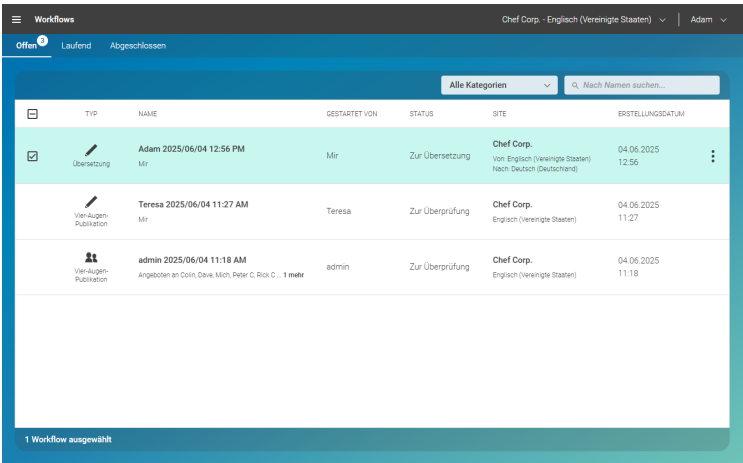 Workflows
Chef Corp. - Englisch (Vereinigte Staaten)
Adam
Offen 3
Laufend
Abgeschlossen
Alle Kategorien
Nach Namen suchen...
TYP NAME GESTARTET VON STATUS SITE ERSTELLUNGSDATUM
Übersetzung
Adam 2025/06/04 12:56 PM
Mir
Mir
Zur Übersetzung
Chef Corp.
Von: Englisch (Vereinigte Staaten)
Nach: Deutsch (Deutschland)
04.06.2025
12:56
Vier-Augen-
Publikation
Teresa 2025/06/04 11:27 AM
Mir
Teresa
Zur Überprüfung
Chef Corp.
Englisch (Vereinigte Staaten)
04.06.2025
11:27
Vier-Augen-
Publikation
admin 2025/06/04 11:18 AM
Angeboten an Colin, Dave, Mich, Peter C, Rick C ... 1 mehr
admin
Zur Überprüfung
Chef Corp.
Englisch (Vereinigte Staaten)
04.06.2025
11:18
1 Workflow ausgewählt